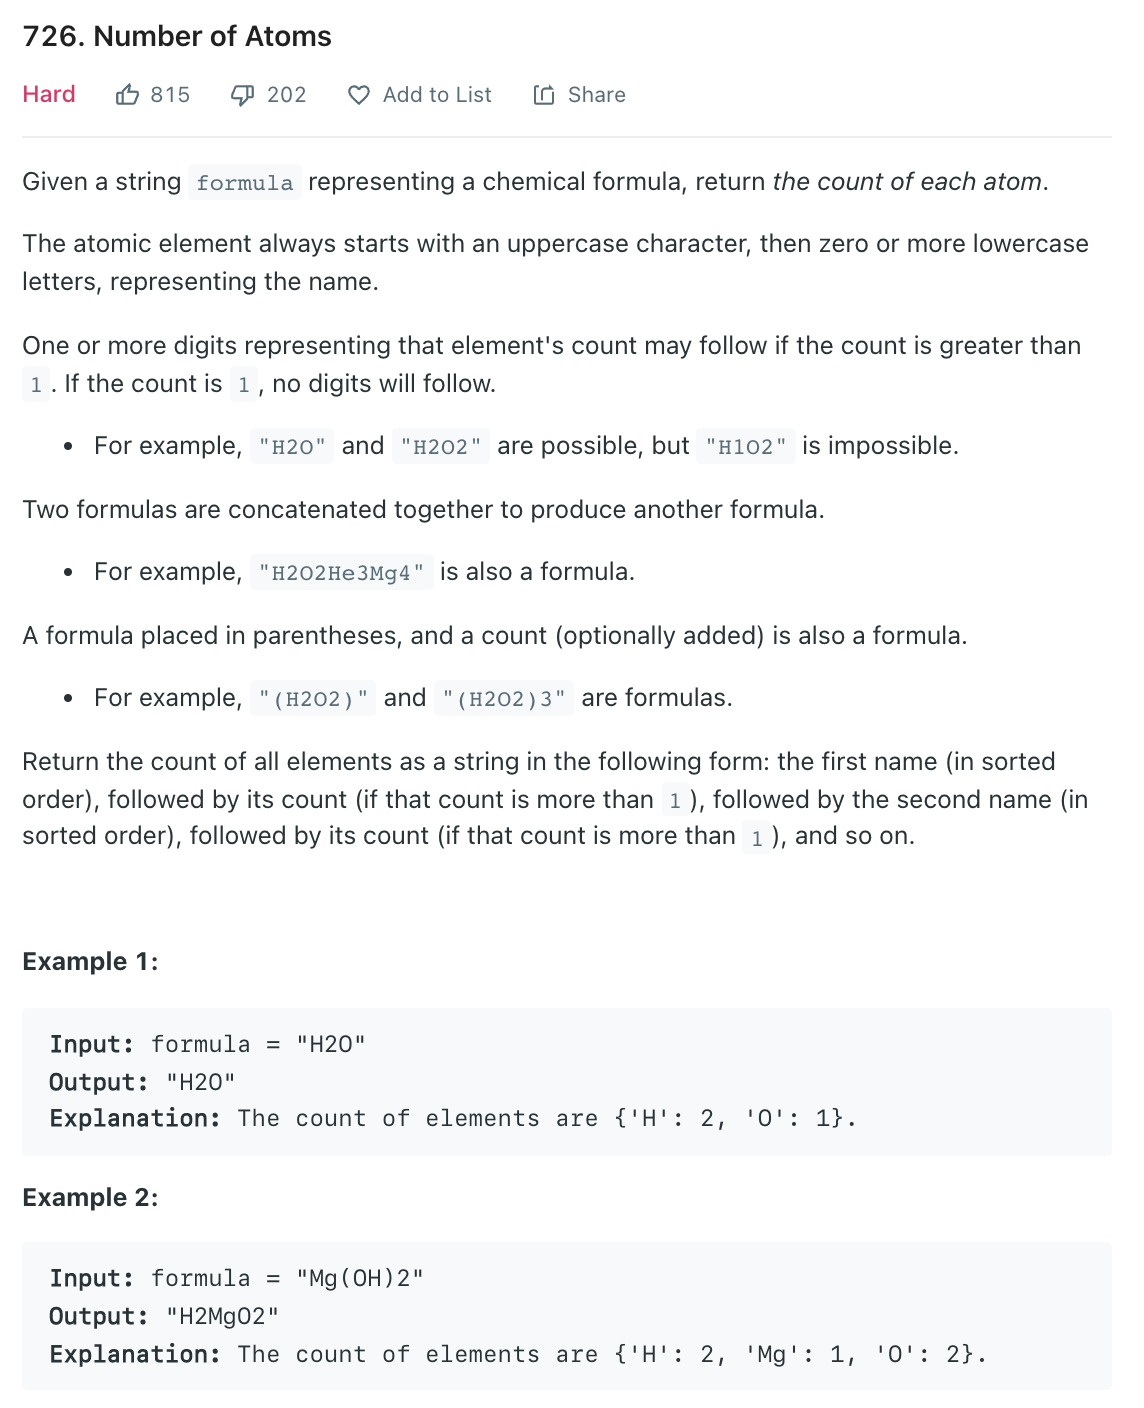 726. Number of Atoms
Hard 815 202 Add to List Share
Given a string formula representing a chemical formula, return the count of each atom.
The atomic element always starts with an uppercase character, then zero or more lowercase
letters, representing the name.
One or more digits representing that element's count may follow if the count is greater than
1. If the count is 1, no digits will follow.
• For example, "H2O" and "H2O2" are possible, but "H1O2" is impossible.
Two formulas are concatenated together to produce another formula.
• For example, "H2O2He3Mg4" is also a formula.
A formula placed in parentheses, and a count (optionally added) is also a formula.
• For example, "(H2O2)" and "(H2O2)3" are formulas.
Return the count of all elements as a string in the following form: the first name (in sorted
order), followed by its count (if that count is more than 1), followed by the second name (in
sorted order), followed by its count (if that count is more than 1), and so on.
Example 1:
Input: formula = "H2O"
Output: "H2O"
Explanation: The count of elements are {'H': 2, 'O': 1}.
Example 2:
Input: formula = "Mg(OH)2"
Output: "H2MgO2"
Explanation: The count of elements are {'H': 2, 'Mg': 1, 'O': 2}.